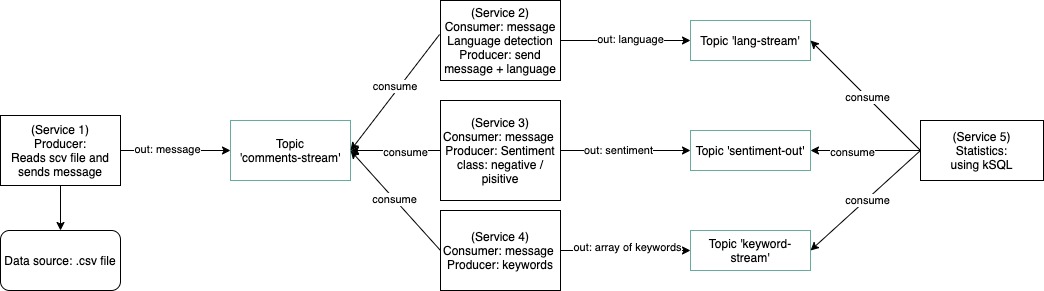 (Service 1)
Producer:
Reads scv file and
sends message
Data source: .csv file
out: message
Topic
'comments-stream'
consume
consume
consume
(Service 2)
Consumer: message
Language detection
Producer: send
message + language
(Service 3)
Consumer: message
Producer: Sentiment
class: negative /
pisitive
(Service 4)
Consumer: message
Producer: keywords
out: language
out: sentiment
out: array of keywords
Topic 'lang-stream'
Topic 'sentiment-out'
Topic 'keyword-
stream'
consume
consume
consume
(Service 5)
Statistics:
using kSQL